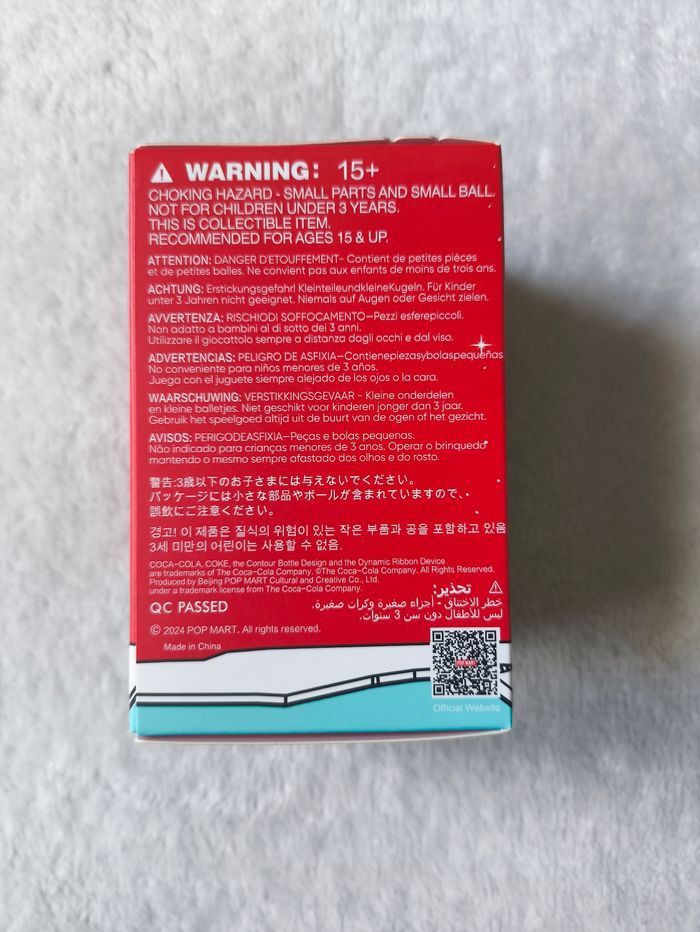 WARNING: 15+
CHOKING HAZARD - SMALL PARTS AND SMALL BALL.
NOT FOR CHILDREN UNDER 3 YEARS.
THIS IS COLLECTIBLE ITEM.
RECOMMENDED FOR AGES 15 & UP.
ATTENTION: DANGER D'ETOUFFEMENT- Contient de petites pièces
et de petites balles. Ne convient pas aux enfants de moins de trois ans.
ACHTUNG: Erstickungsgefahr! KleinteileundkleineKugeln. Für Kinder
unter 3 Jahren nicht geeignet. Niemals auf Augen oder Gesicht zielen.
AVVERTENZA: RISCHIODI SOFFOCAMENTO—Pezzi esferepiccoli.
Non adatto a bambini al di sotto dei 3 anni.
Utilizzare il giocattolo sempre a distanza dagli occhi e dal viso.
ADVERTENCIAS: PELIGRO DE ASFIXIA—Contienepiezasybolaspequeñas.
No conveniente para niños menores de 3 años.
Juega con el juguete siempre alejado de los ojos o la cara.
WAARSCHUWING: VERSTIKKINGSGEVAAR - Kleine onderdelen
en kleine balletjes. Niet geschikt voor kinderen jonger dan 3 jaar.
Gebruik het speelgoed altijd uit de buurt van de ogen of het gezicht.
AVISOS: PERIGODEASFIXIA—Peças e bolas pequenas.
Não indicado para crianças menores de 3 anos. Operar o brinquedo
mantendo o mesmo sempre afastado dos olhos e do rosto.
警告:3歳以下のお子さまには与えないでください。
パッケージには小さな部品やボールが含まれていますので、
誤飲にご注意ください。
경고! 이 제품은 질식의 위험이 있는 작은 부품과 공을 포함하고 있음
3세 미만의 어린이는 사용할 수 없음.
COCA-COLA, COKE, the Contour Bottle Design and the Dynamic Ribbon Device
are trademarks of The Coca-Cola Company. ©The Coca-Cola Company. All Rights Reserved.
Produced by Beijing POP MART Cultural and Creative Co., Ltd.
under a trademark license from The Coca-Cola Company.
تحذير:
خطر الاختناق - أجزاء صغيرة وكرات صغيرة.
ليس للأطفال دون سن 3 سنوات.
QC PASSED
© 2024 POP MART. All rights reserved.
Made in China
POP MART
Official Website